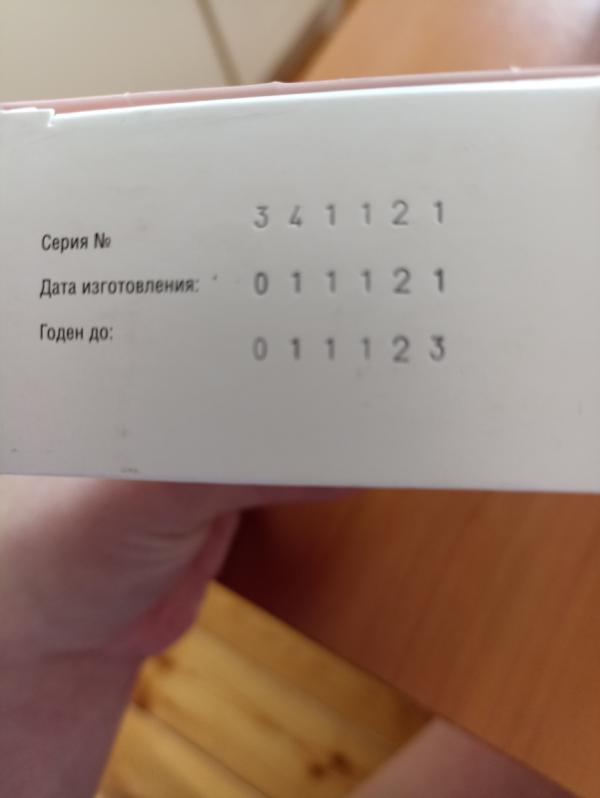 Серия № 3 4 1 1 2 1
Дата изготовления: 0 1 1 1 2 1
Годен до: 0 1 1 1 2 3